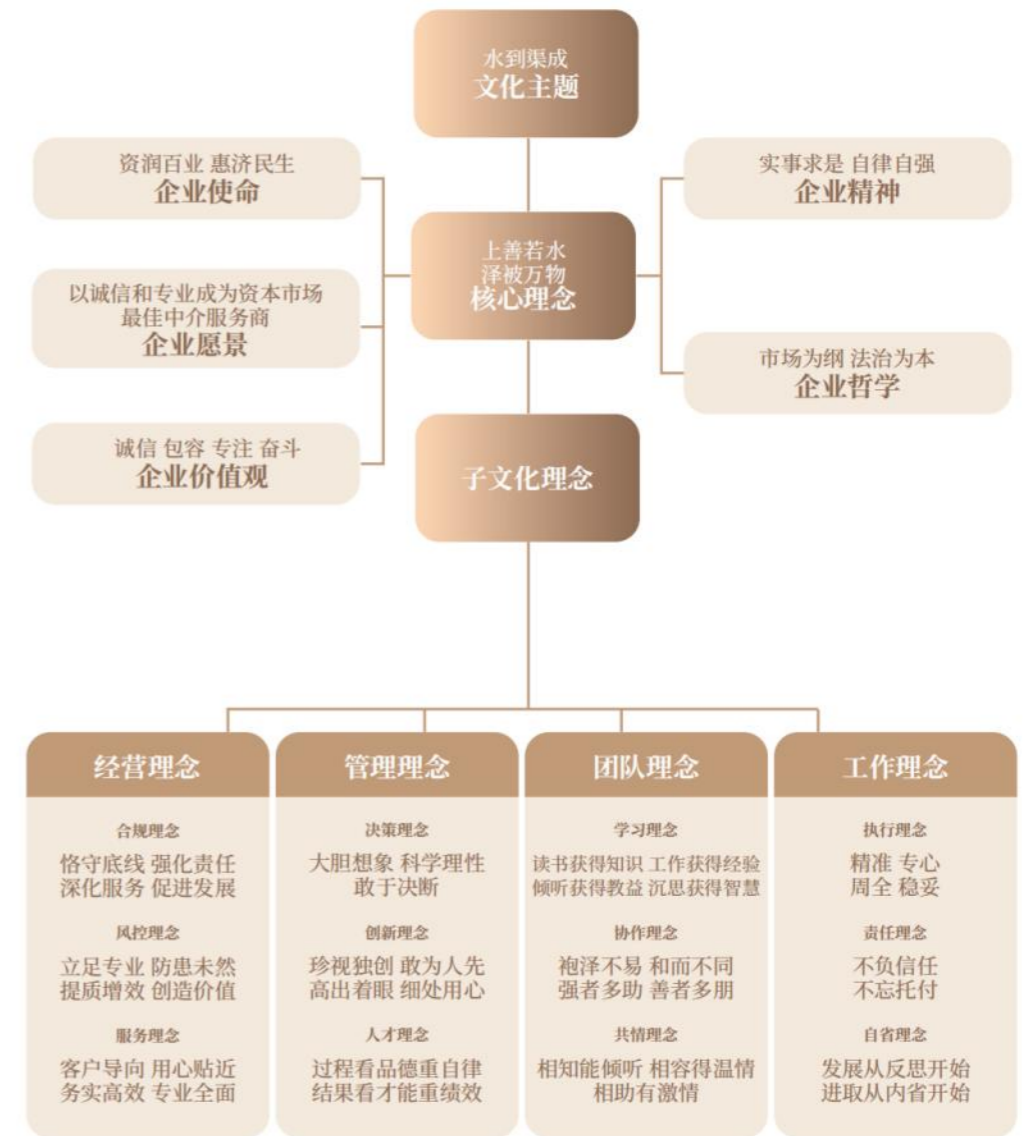 水到渠成
文化主题
资润百业 惠济民生
企业使命
实事求是 自律自强
企业精神
上善若水
泽被万物
核心理念
以诚信和专业成为资本市场
最佳中介服务商
企业愿景
市场为纲 法治为本
企业哲学
诚信 包容 专注 奋斗
企业价值观
子文化理念
经营理念
合规理念
恪守底线 强化责任
深化服务 促进发展
风控理念
立足专业 防患未然
提质增效 创造价值
服务理念
客户导向 用心贴近
务实高效 专业全面
管理理念
决策理念
大胆想象 科学理性
敢于决断
创新理念
珍视独创 敢为人先
高出着眼 细处用心
人才理念
过程看品德重自律
结果看才能重绩效
团队理念
学习理念
读书获得知识 工作获得经验
倾听获得教益 沉思获得智慧
协作理念
袍泽不易 和而不同
强者多助 善者多朋
共情理念
相知能倾听 相容得温情
相助有激情
工作理念
执行理念
精准 专心
周全 稳妥
责任理念
不负信任
不忘托付
自省理念
发展从反思开始
进取从内省开始